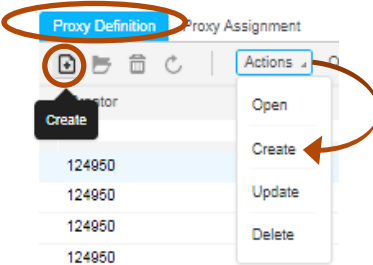 Proxy Definition Proxy Assignment
Actions
Create
Open
Create
Update
Delete
124950
124950
124950
124950